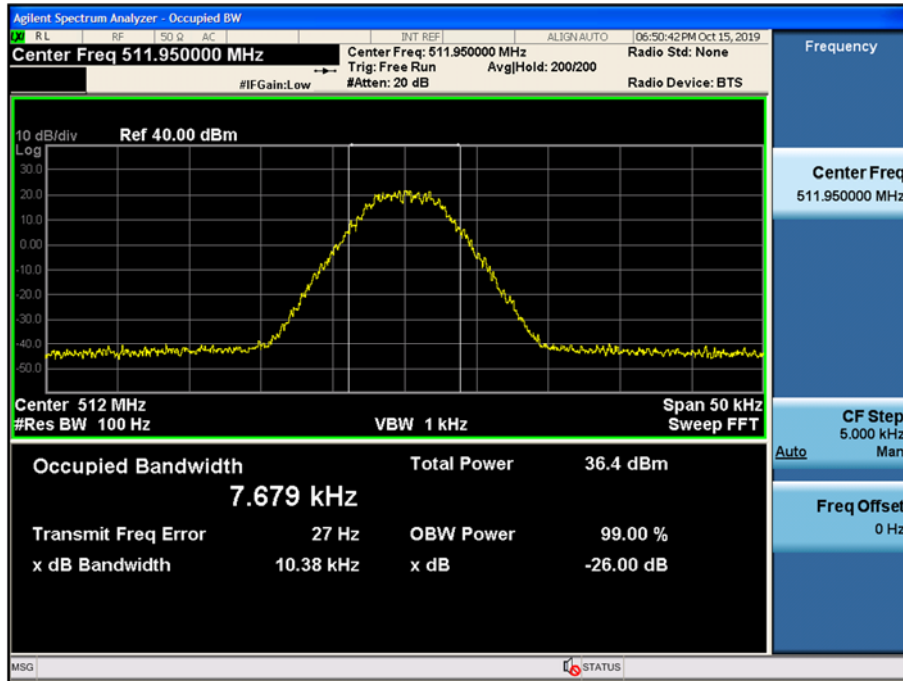 Agilent Spectrum Analyzer - Occupied BW
LXI RL RF 50 Ω AC INT REF ALIGN AUTO 06:50:42 PM Oct 15, 2019
Center Freq 511.950000 MHz
Center Freq: 511.950000 MHz
Radio Std: None
Trig: Free Run Avg|Hold: 200/200
#IFGain:Low
#Atten: 20 dB
Radio Device: BTS
10 dB/div Ref 40.00 dBm
Log
30.0
20.0
10.0
0.00
-10.0
-20.0
-30.0
-40.0
-50.0
Center 512 MHz
Span 50 kHz
#Res BW 100 Hz
VBW 1 kHz
Sweep FFT
Occupied Bandwidth
Total Power 36.4 dBm
7.679 kHz
Transmit Freq Error 27 Hz
OBW Power 99.00 %
x dB Bandwidth 10.38 kHz
x dB -26.00 dB
Frequency
Center Freq
511.950000 MHz
CF Step
5.000 kHz
Auto Man
Freq Offset
0 Hz
MSG
STATUS